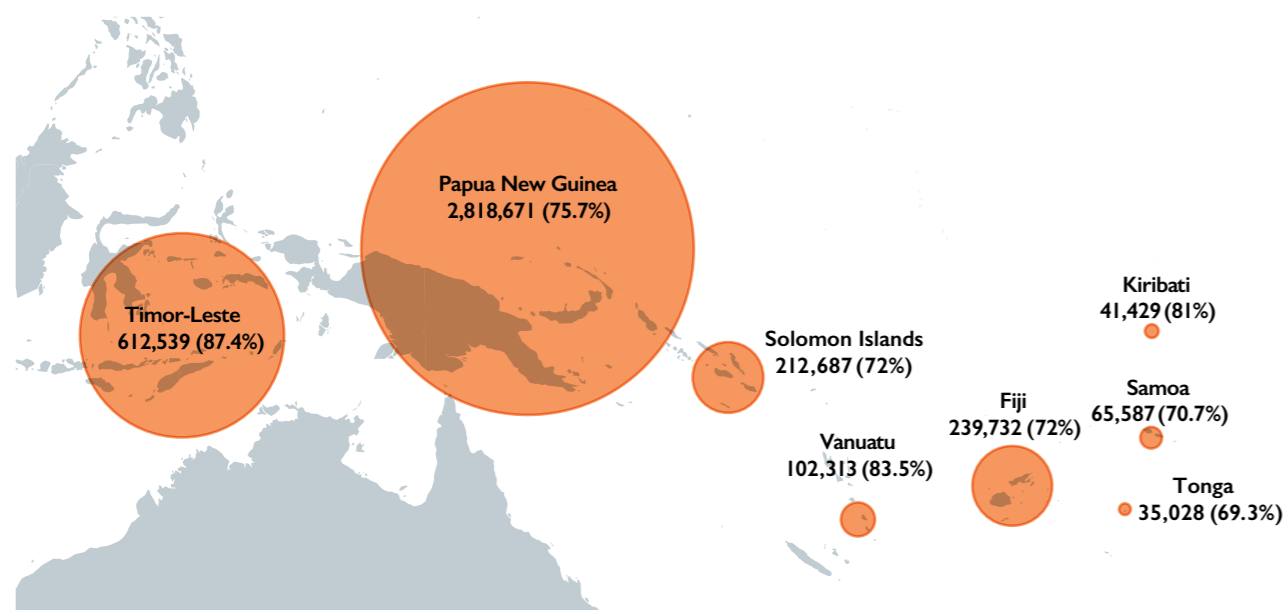 Papua New Guinea
2,818,671 (75.7%)
Timor-Leste
612,539 (87.4%)
Solomon Islands
212,687 (72%)
Kiribati
41,429 (81%)
Samoa
65,587 (70.7%)
Fiji
239,732 (72%)
Vanuatu
102,313 (83.5%)
Tonga
35,028 (69.3%)